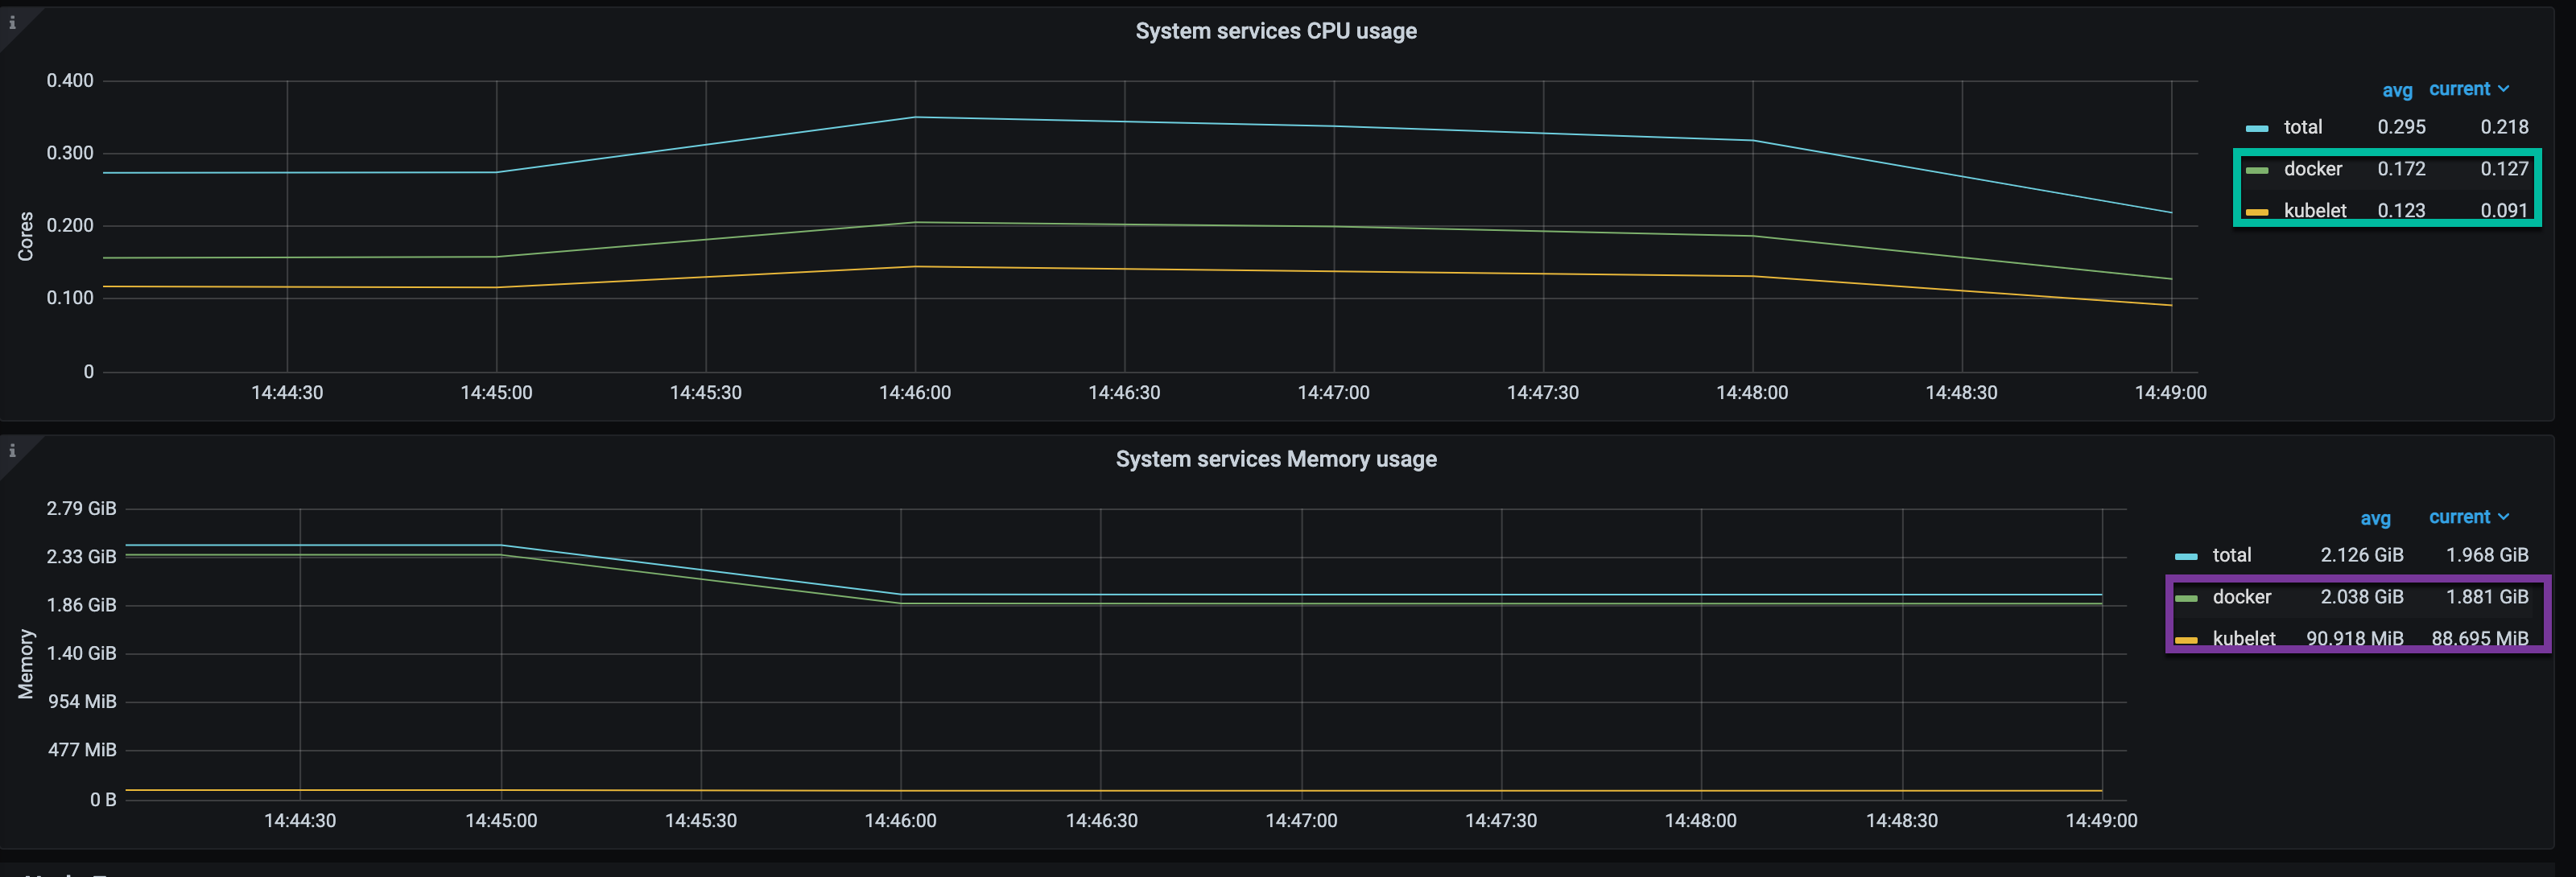 System services CPU usage
0.400
0.300
0.200
0.100
0
Cores
14:44:30 14:45:00 14:45:30 14:46:00 14:46:30 14:47:00 14:47:30 14:48:00 14:48:30 14:49:00
avg current
total 0.295 0.218
docker 0.172 0.127
kubelet 0.123 0.091
System services Memory usage
2.79 GiB
2.33 GiB
1.86 GiB
1.40 GiB
954 MiB
477 MiB
0 B
Memory
14:44:30 14:45:00 14:45:30 14:46:00 14:46:30 14:47:00 14:47:30 14:48:00 14:48:30 14:49:00
avg current
total 2.126 GiB 1.968 GiB
docker 2.038 GiB 1.881 GiB
kubelet 90.918 MiB 88.695 MiB